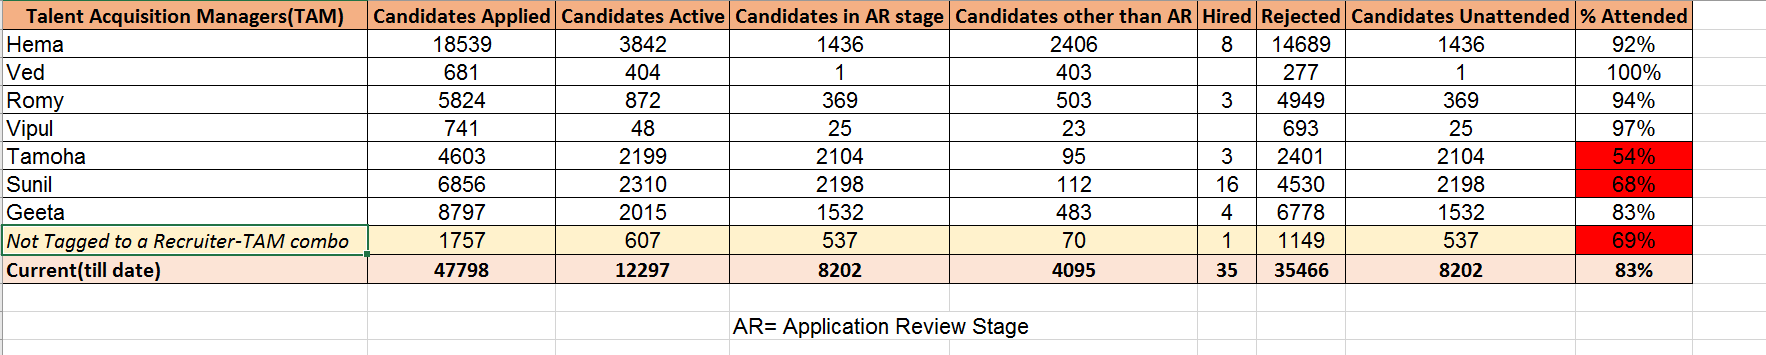 Talent Acquisition Managers(TAM) Candidates Applied Candidates Active Candidates in AR stage Candidates other than AR Hired Rejected Candidates Unattended % Attended
Hema 18539 3842 1436 2406 8 14689 1436 92%
Ved 681 404 1 403 277 1 100%
Romy 5824 872 369 503 3 4949 369 94%
Vipul 741 48 25 23 693 25 97%
Tamoha 4603 2199 2104 95 3 2401 2104 54%
Sunil 6856 2310 2198 112 16 4530 2198 68%
Geeta 8797 2015 1532 483 4 6778 1532 83%
Not Tagged to a Recruiter-TAM combo 1757 607 537 70 1 1149 537 69%
Current(till date) 47798 12297 8202 4095 35 35466 8202 83%
AR= Application Review Stage